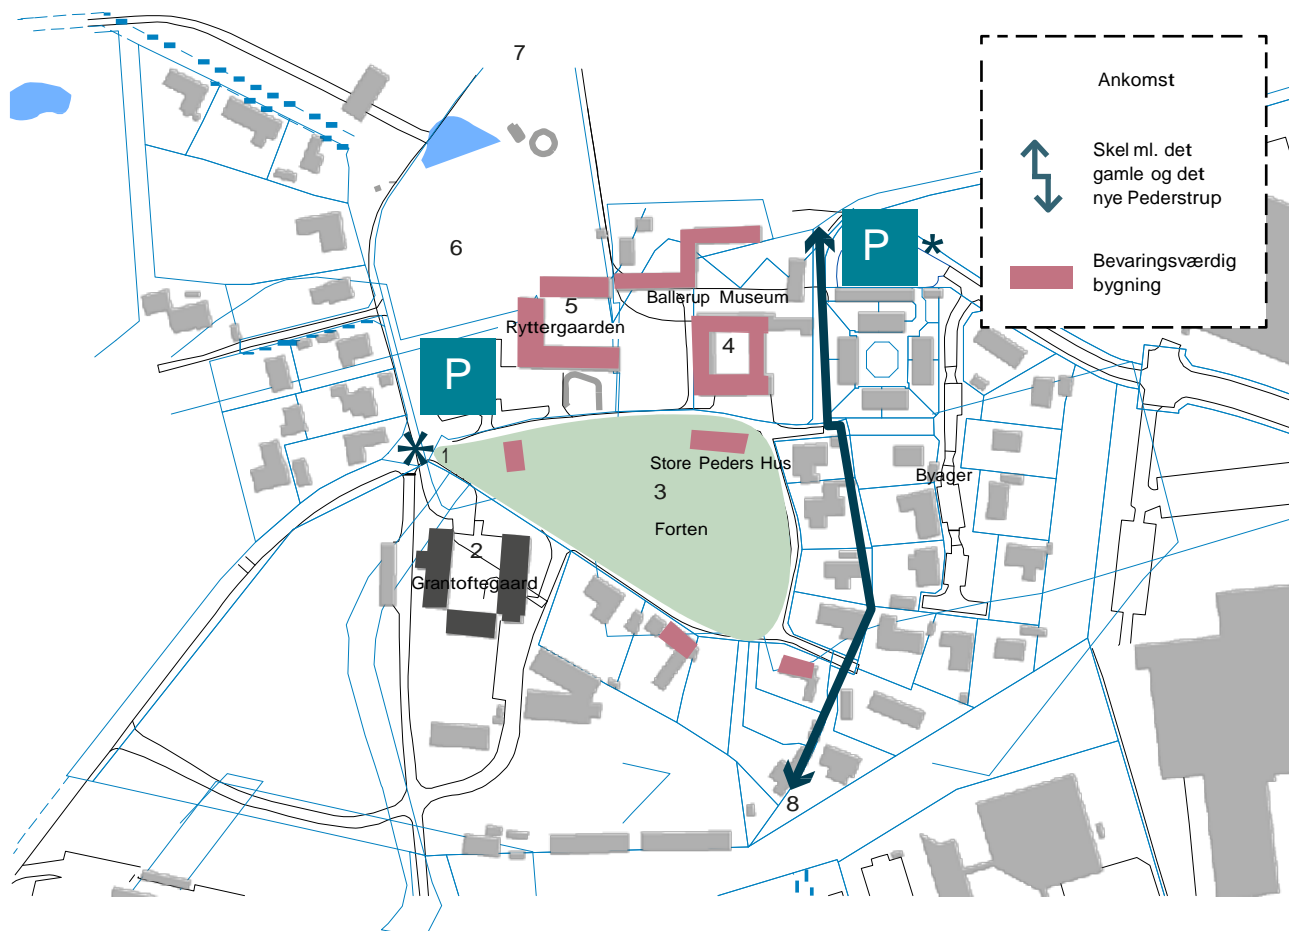 7
Ankomst
Skel ml. det
gamle og det
nye Pederstrup
P
*
6
Bevaringsværdig
bygning
Ballerup Museum
5
Ryttergaarden
4
P
*
1
Store Peders Hus
Byager
3
Forten
2
Grantoftegaard
8